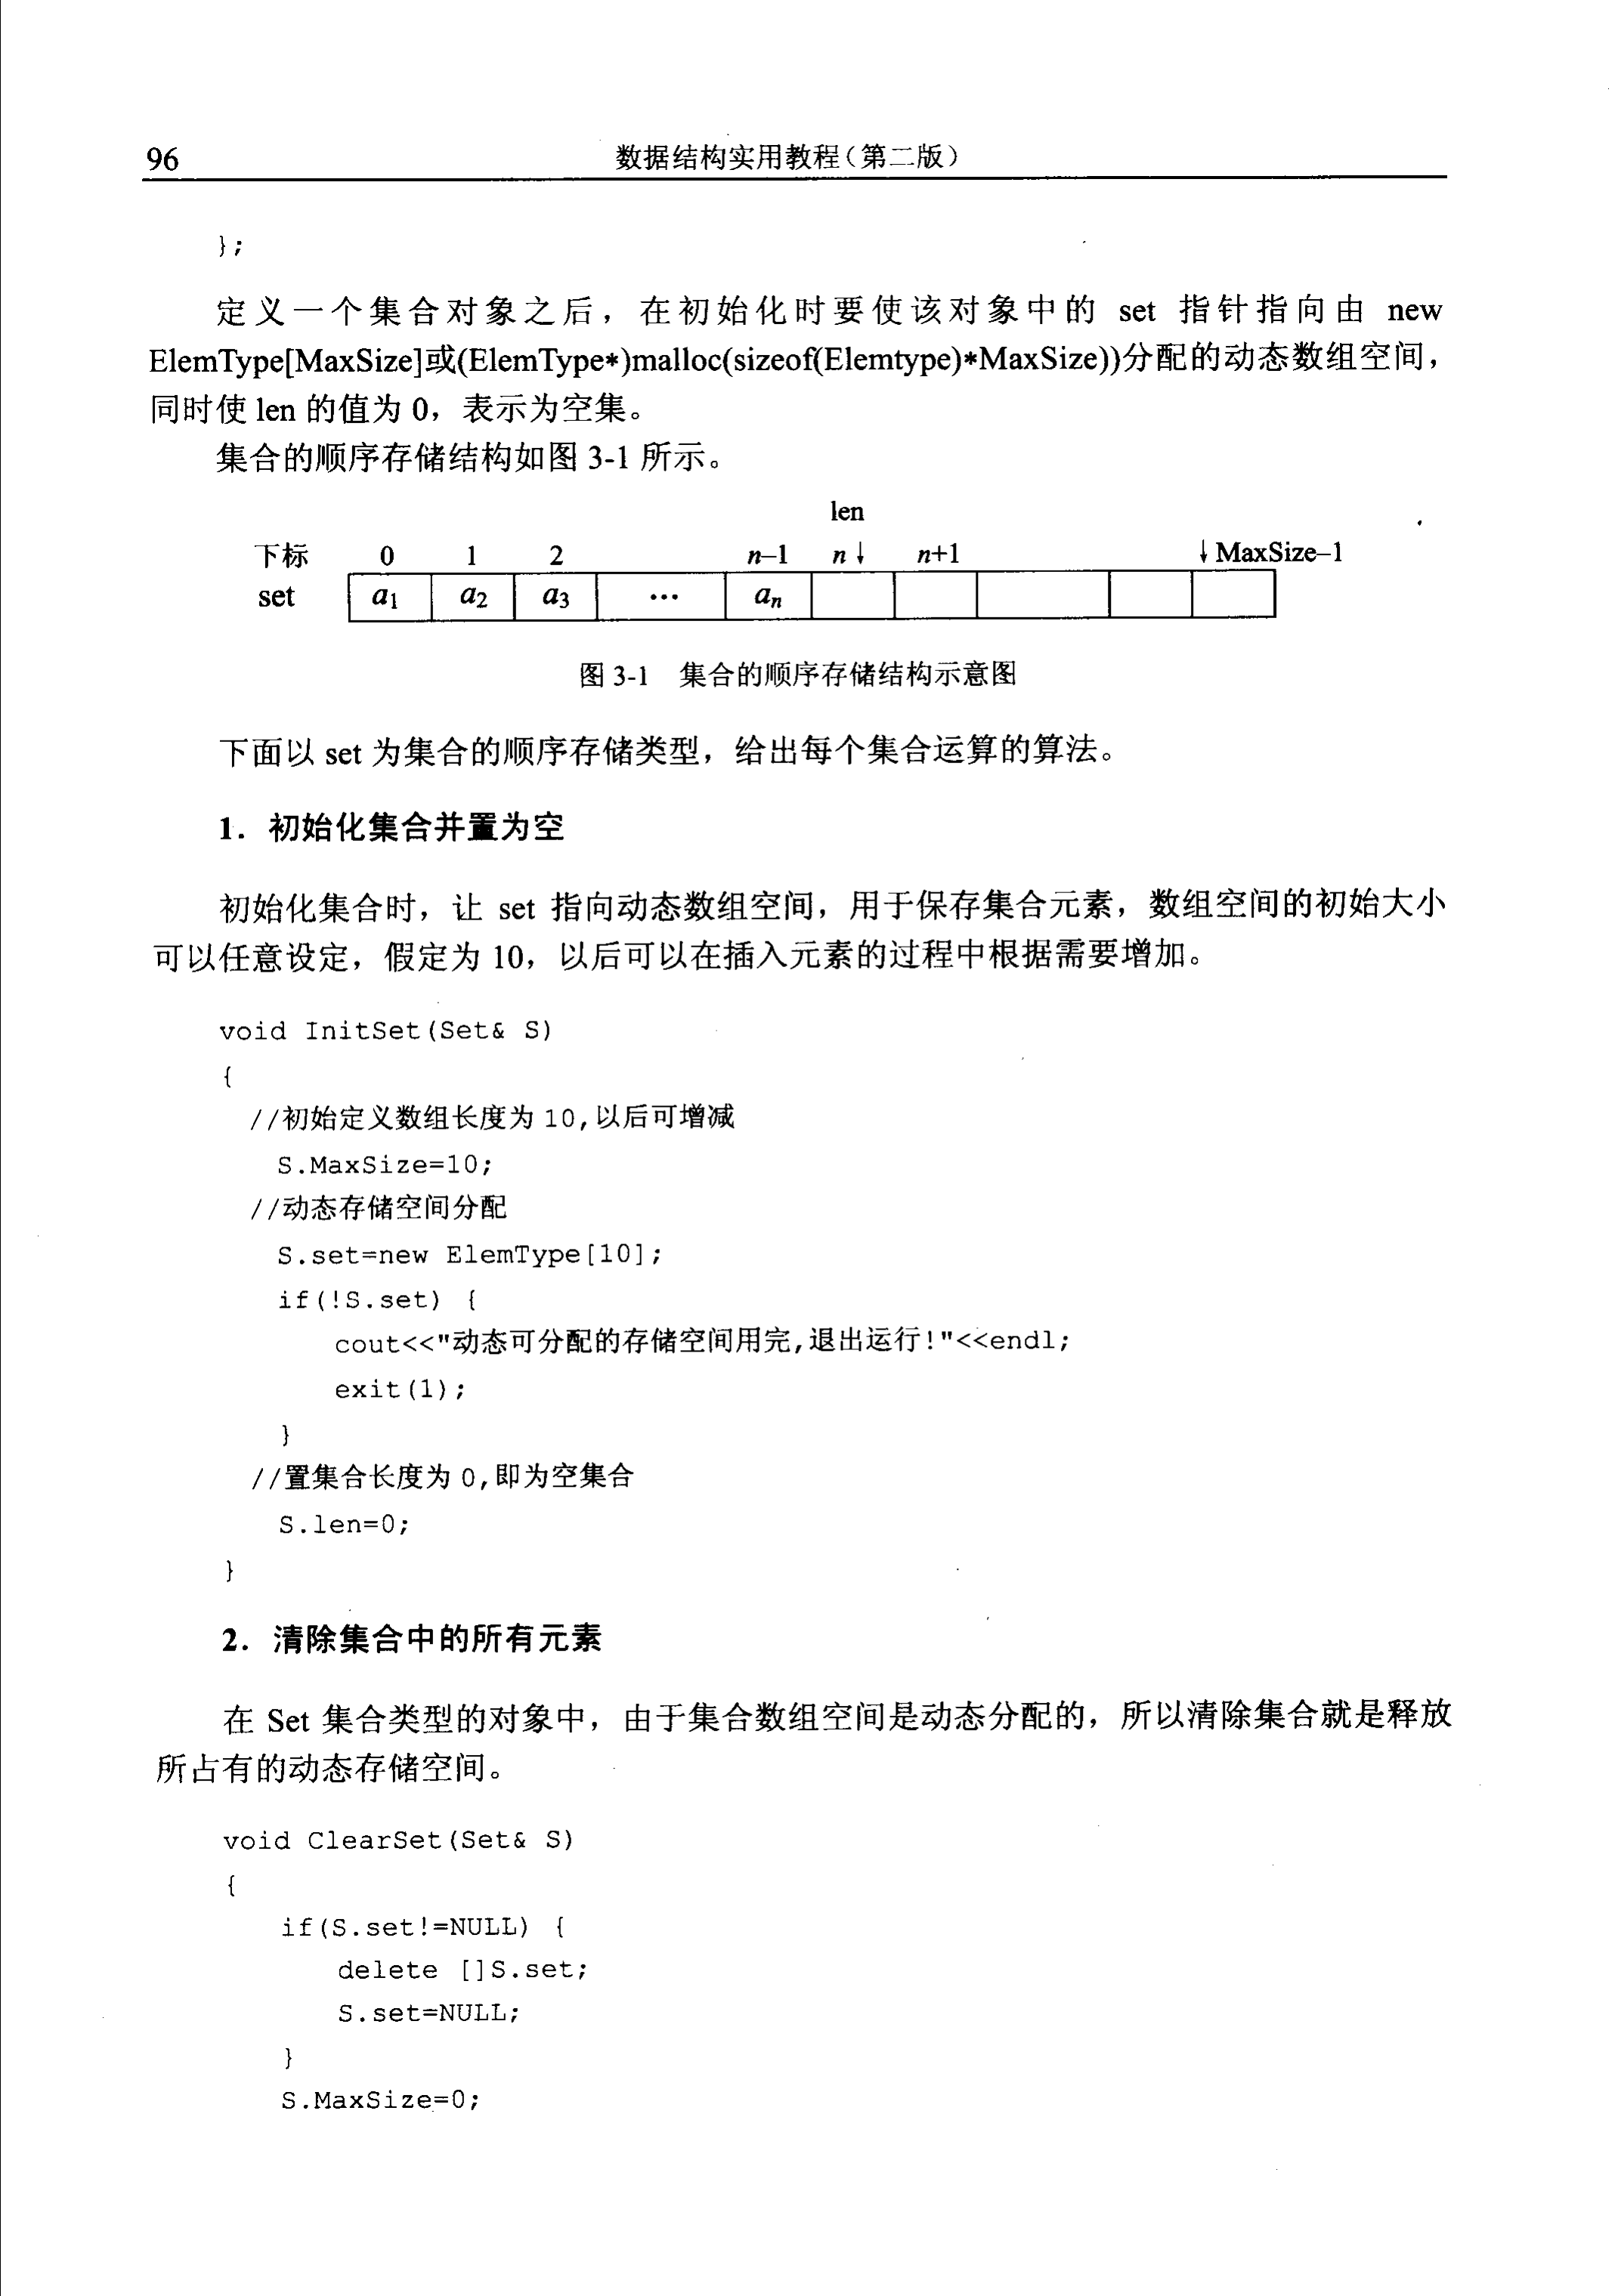 96 数据结构实用教程(第二版)
};
定义一个集合对象之后，在初始化时要使该对象中的 set 指针指向由 new
ElemType[MaxSize]或(ElemType*)malloc(sizeof(Elemtype)*MaxSize))分配的动态数组空间，
同时使 len 的值为 0，表示为空集。
集合的顺序存储结构如图 3-1 所示。
len
下标 0 1 2 n–1 n↓ n+1 ↓MaxSize–1
set a1 a2 a3 … an
图 3-1 集合的顺序存储结构示意图
下面以 set 为集合的顺序存储类型，给出每个集合运算的算法。
1．初始化集合并置为空
初始化集合时，让 set 指向动态数组空间，用于保存集合元素，数组空间的初始大小
可以任意设定，假定为 10，以后可以在插入元素的过程中根据需要增加。
void InitSet(Set& S)
{
//初始定义数组长度为 10,以后可增减
S.MaxSize=10;
//动态存储空间分配
S.set=new ElemType[10];
if(!S.set) {
cout<<"动态可分配的存储空间用完,退出运行!"<<endl;
exit(1);
}
//置集合长度为 0,即为空集合
S.len=0;
}
2．清除集合中的所有元素
在 Set 集合类型的对象中，由于集合数组空间是动态分配的，所以清除集合就是释放
所占有的动态存储空间。
void ClearSet(Set& S)
{
if(S.set!=NULL) {
delete []S.set;
S.set=NULL;
}
S.MaxSize=0;